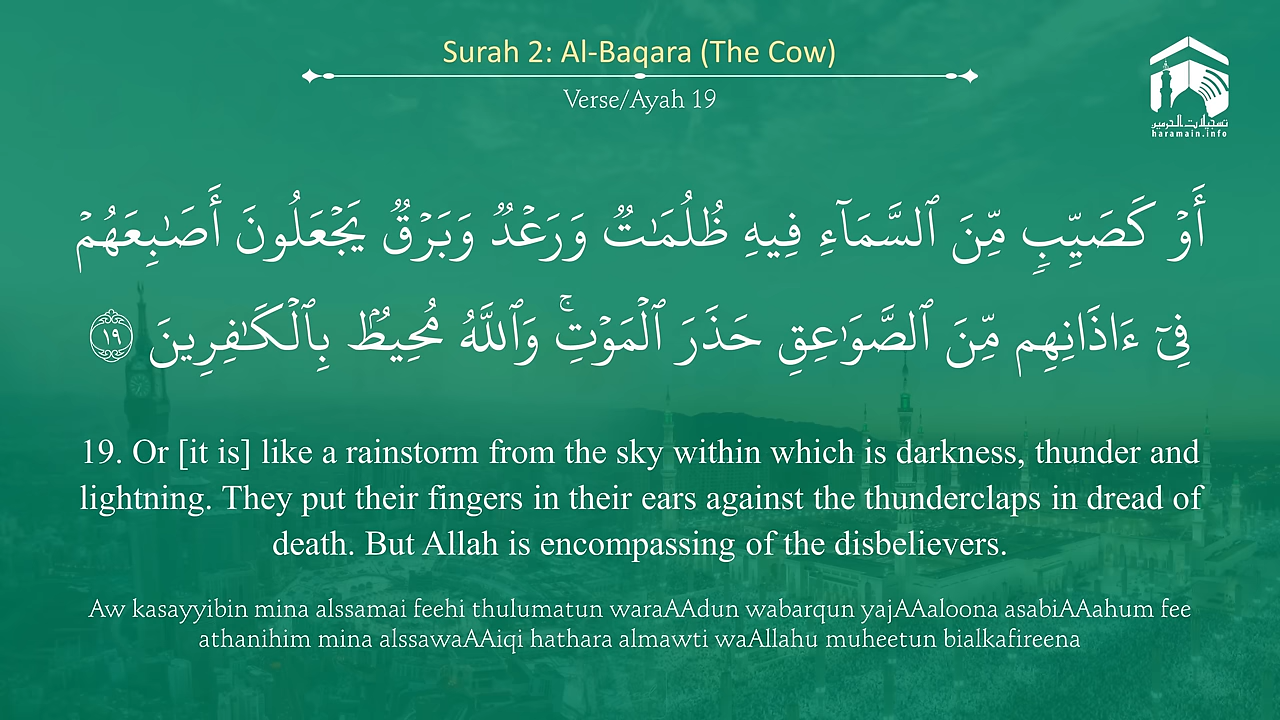 Surah 2: Al-Baqara (The Cow)
Verse/Ayah 19
تسجيلات الحرمين
haramain.info
أَوۡ كَصَيِّبٖ مِّنَ ٱلسَّمَآءِ فِيهِ ظُلُمَٰتٞ وَرَعۡدٞ وَبَرۡقٞ يَجۡعَلُونَ أَصَٰبِعَهُمۡ
فِيٓ ءَاذَانِهِم مِّنَ ٱلصَّوَٰعِقِ حَذَرَ ٱلۡمَوۡتِۚ وَٱللَّهُ مُحِيطُۢ بِٱلۡكَٰفِرِينَ ١٩
19. Or [it is] like a rainstorm from the sky within which is darkness, thunder and
lightning. They put their fingers in their ears against the thunderclaps in dread of
death. But Allah is encompassing of the disbelievers.
Aw kasayyibin mina alssamai feehi thulumatun waraAAdun wabarqun yajAAaloona asabiAAahum fee
athanihim mina alssawaAAiqi hathara almawti waAllahu muheetun bialkafireena